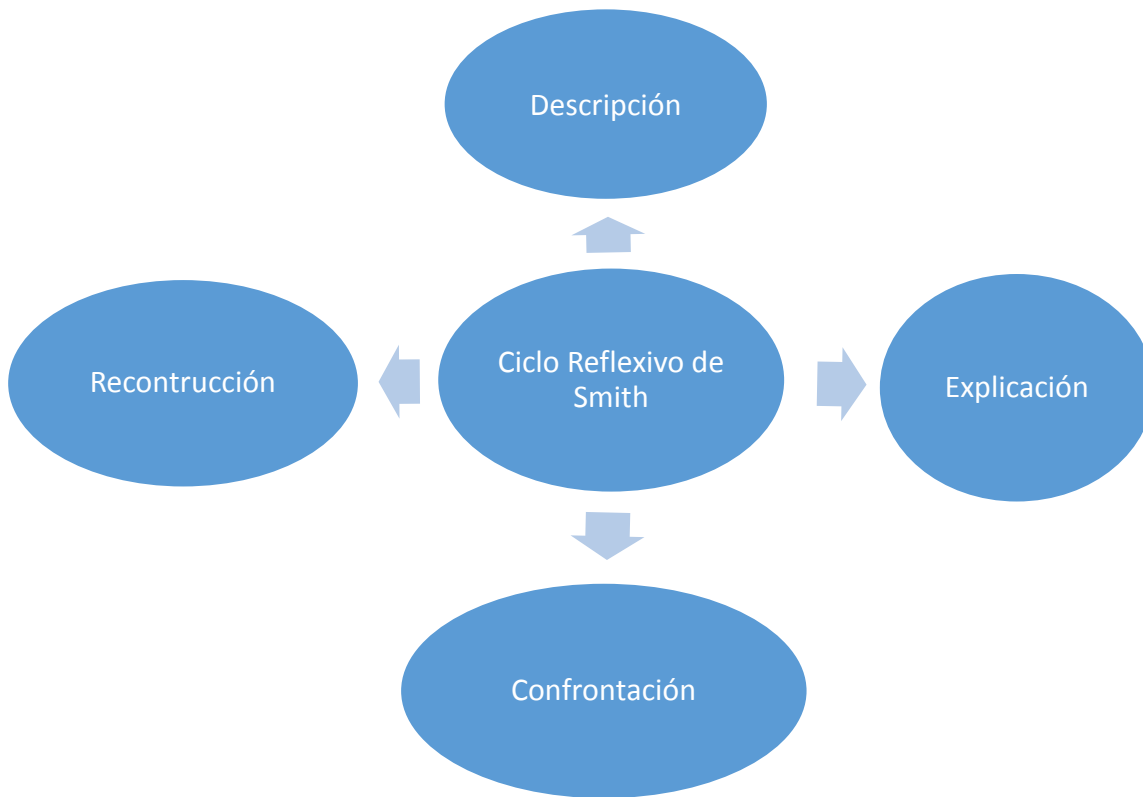 Descripción
Recontrucción
Ciclo Reflexivo de
Smith
Explicación
Confrontación